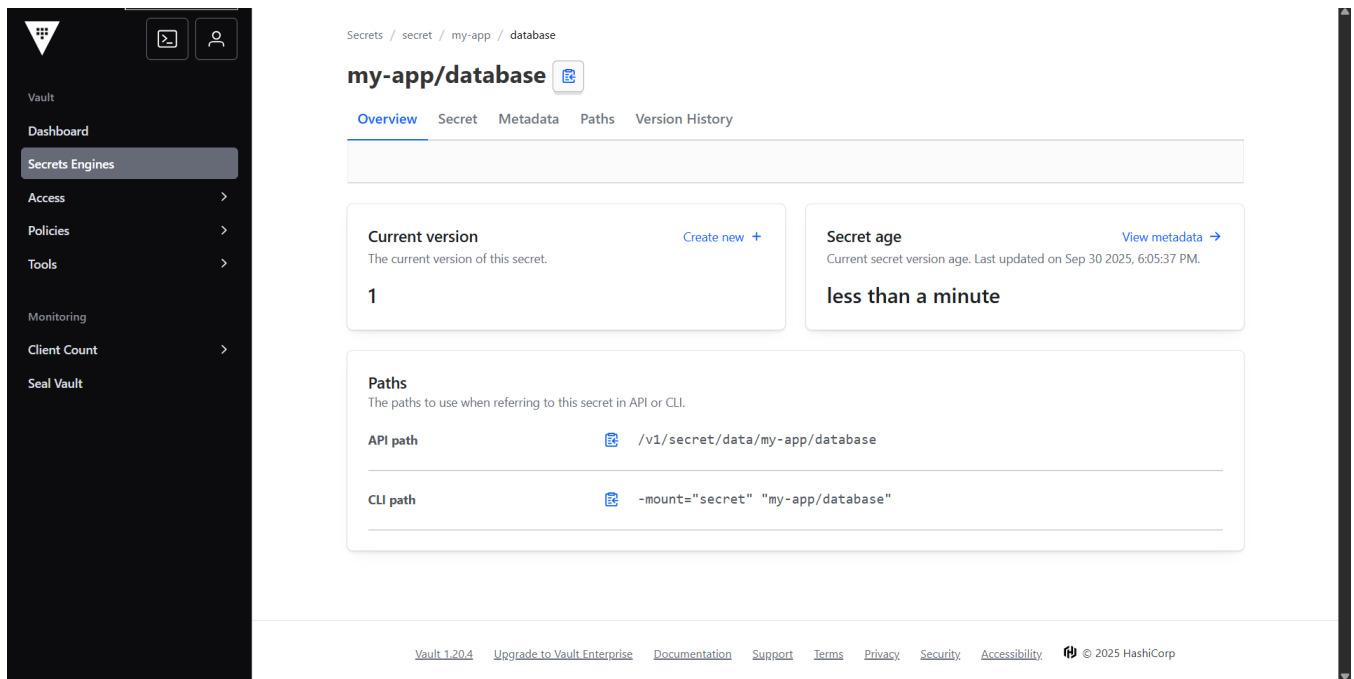 Vault
Dashboard
Secrets Engines
Access
Policies
Tools
Monitoring
Client Count
Seal Vault
Secrets / secret / my-app / database
my-app/database
Overview Secret Metadata Paths Version History
Current version Create new +
The current version of this secret.
1
Secret age View metadata →
Current secret version age. Last updated on Sep 30 2025, 6:05:37 PM.
less than a minute
Paths
The paths to use when referring to this secret in API or CLI.
API path /v1/secret/data/my-app/database
CLI path -mount="secret" "my-app/database"
Vault 1.20.4 Upgrade to Vault Enterprise Documentation Support Terms Privacy Security Accessibility © 2025 HashiCorp